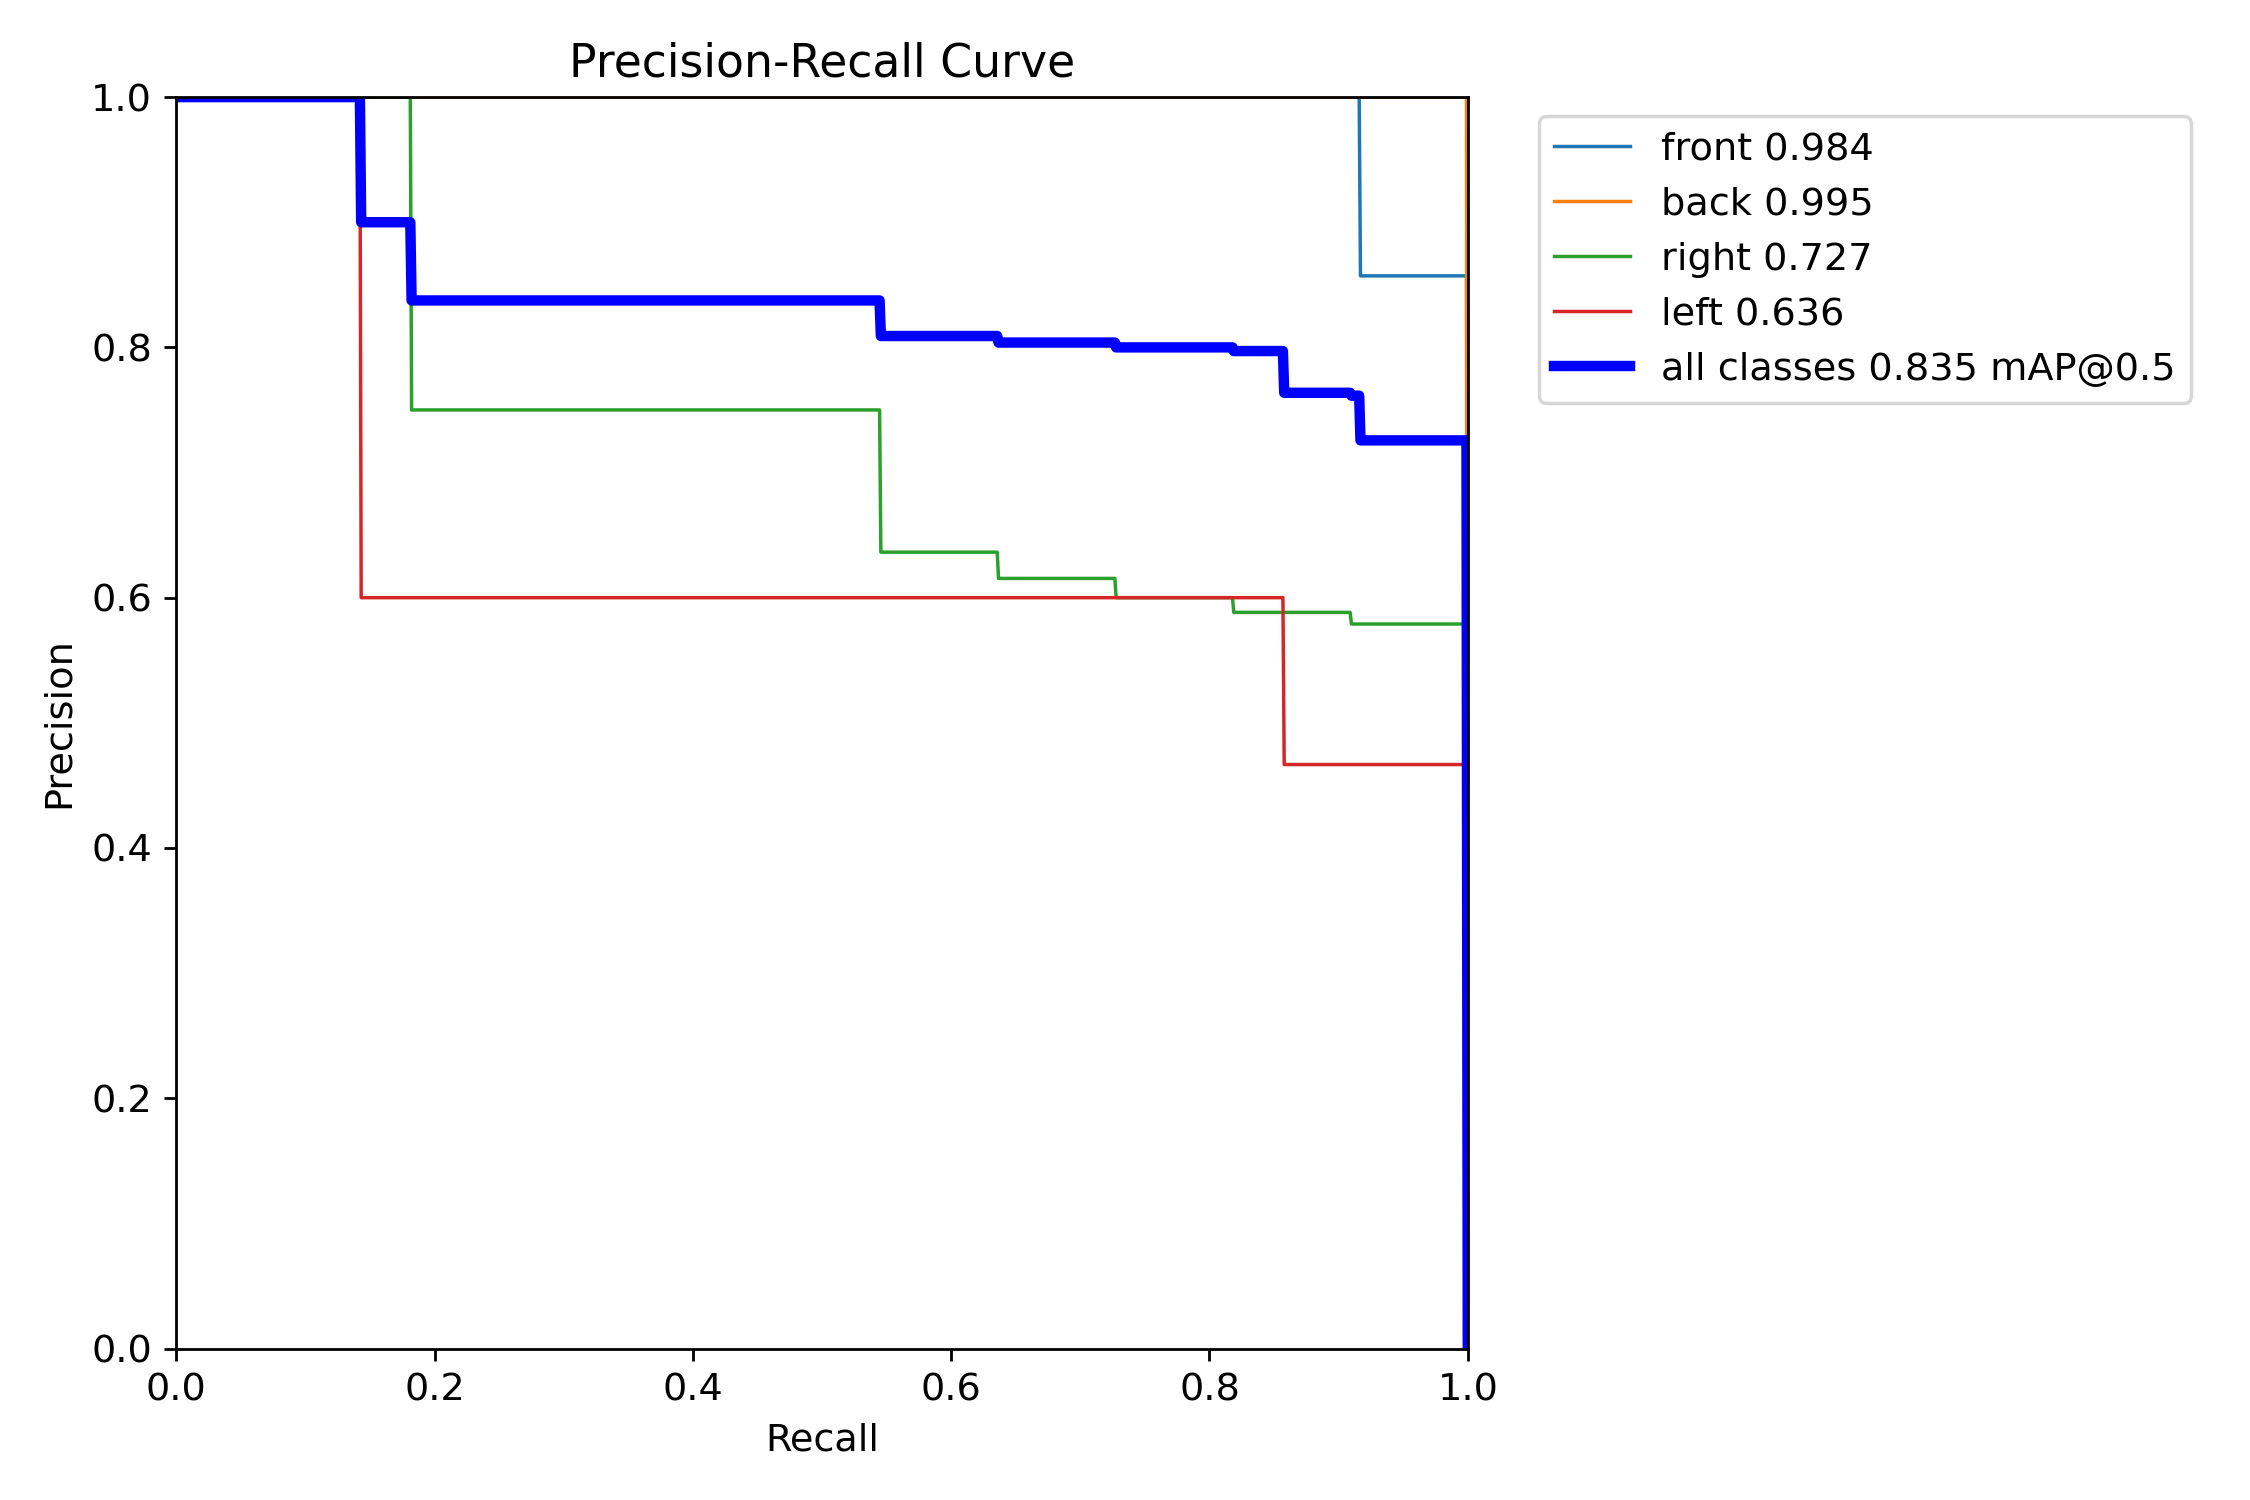 Precision-Recall Curve
1.0
0.8
0.6
0.4
0.2
0.0
Precision
0.0 0.2 0.4 0.6 0.8 1.0
Recall
front 0.984
back 0.995
right 0.727
left 0.636
all classes 0.835 mAP@0.5